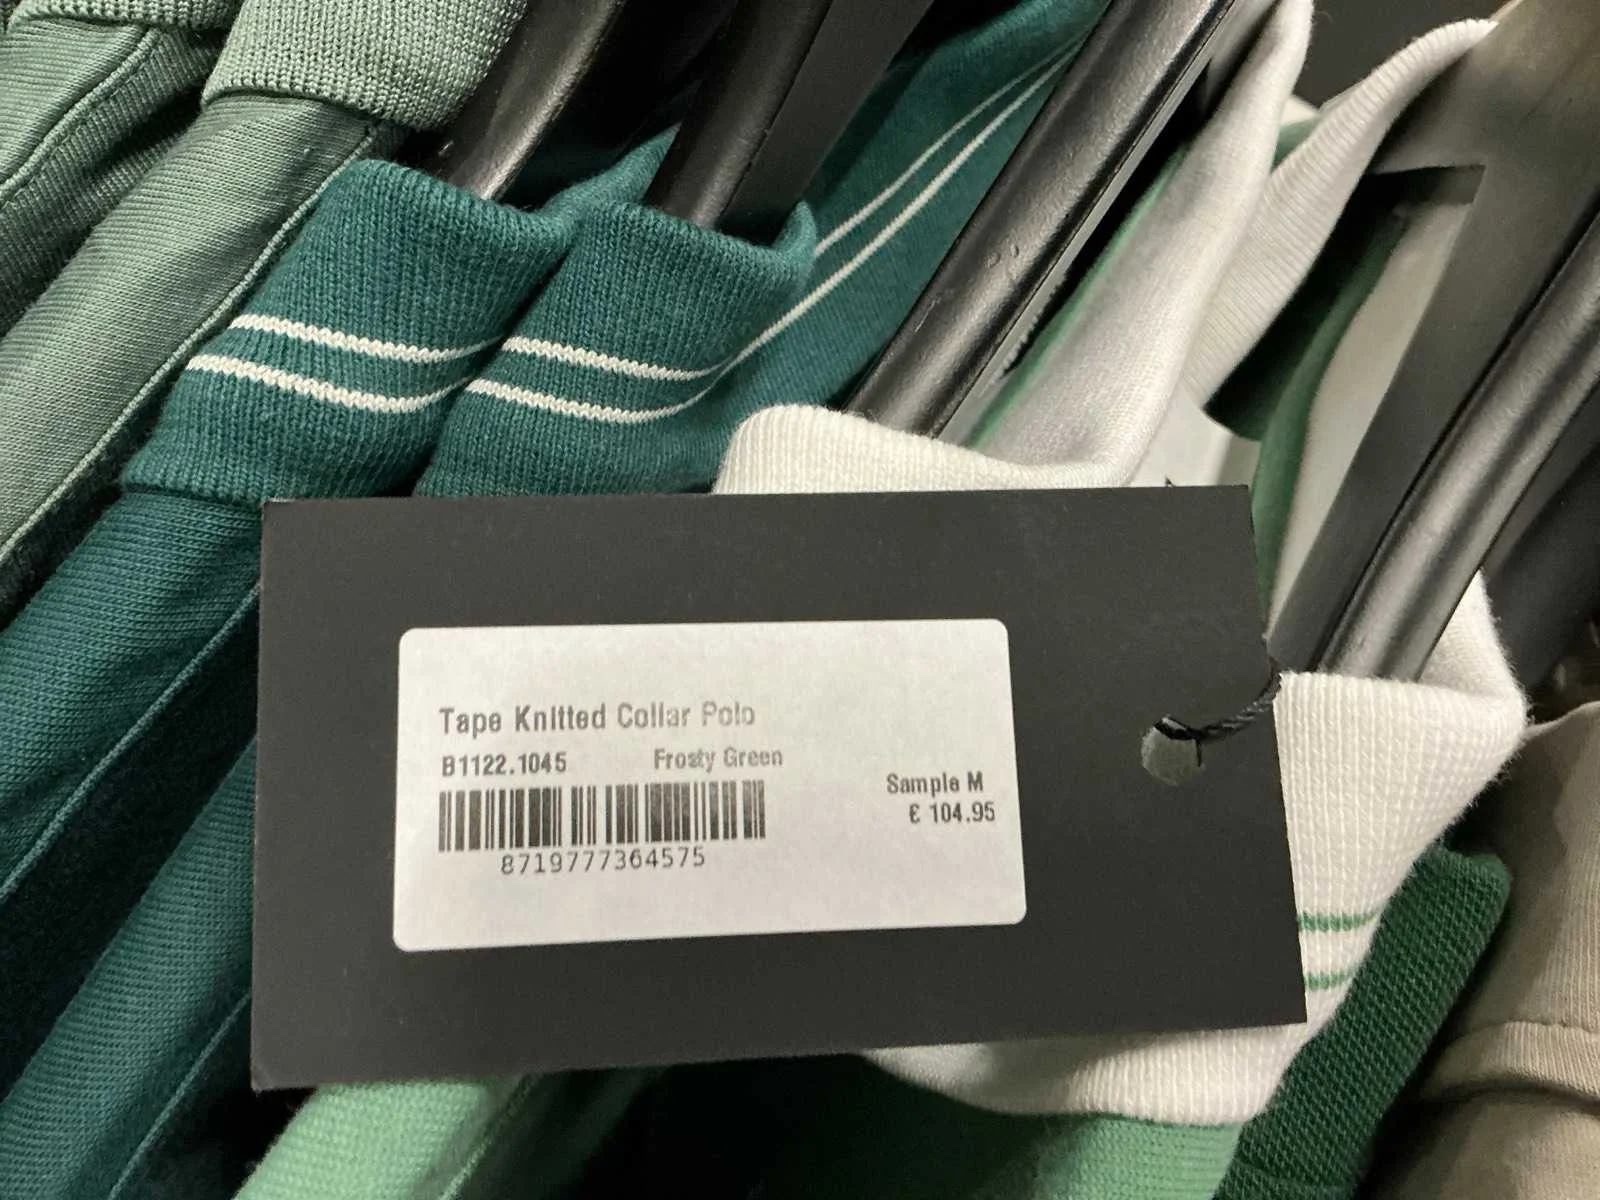 Tape Knitted Collar Polo
B1122.1045 Frosty Green
Sample M
£ 104.95
8719777364575